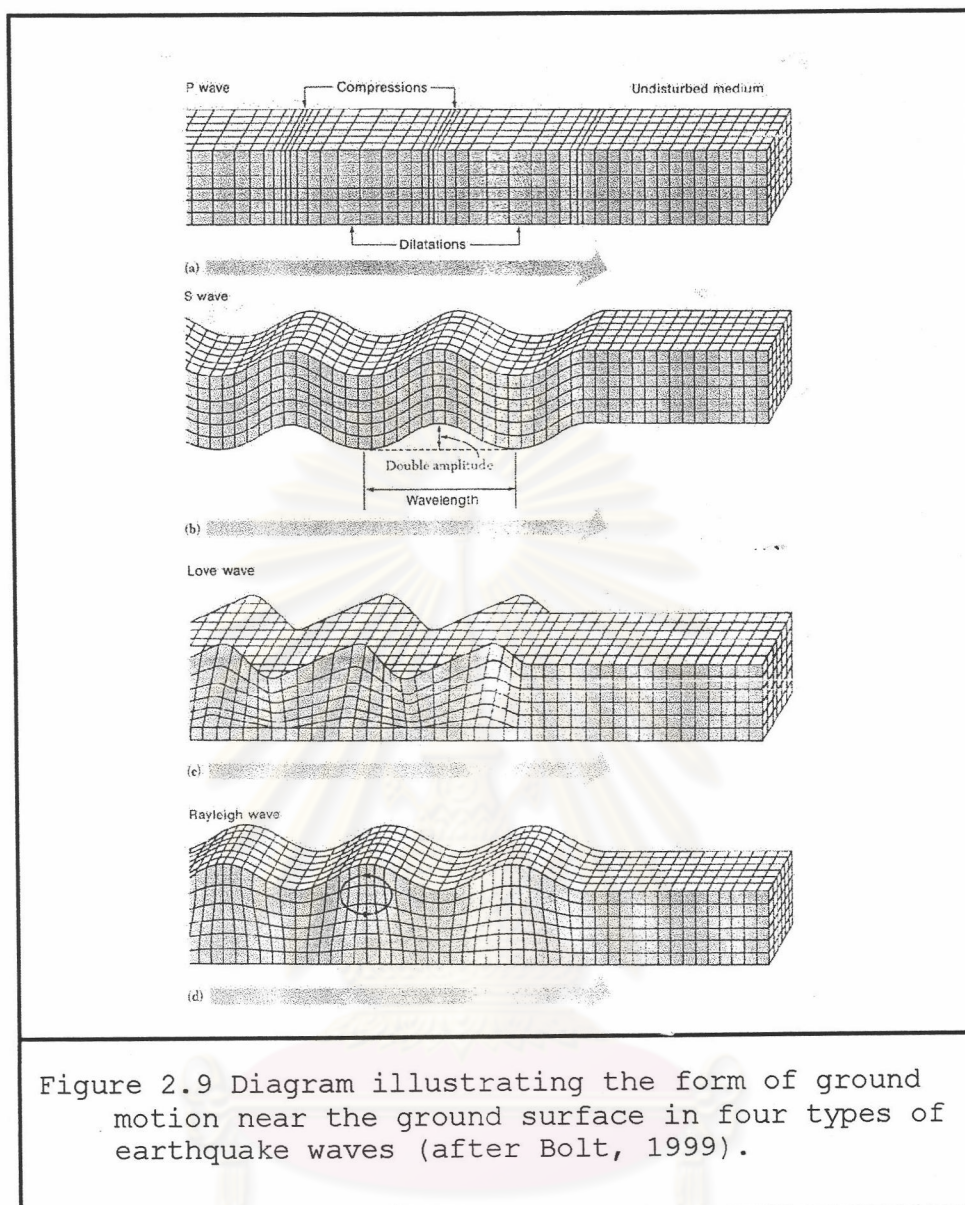 P wave
Compressions
Undisturbed medium
Dilatations
(a)
S wave
Double amplitude
Wavelength
(b)
Love wave
(c)
Rayleigh wave
(d)
Figure 2.9 Diagram illustrating the form of ground
motion near the ground surface in four types of
earthquake waves (after Bolt, 1999).